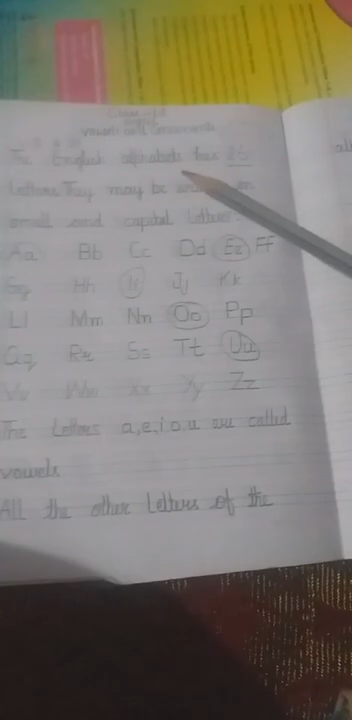 Vowels and Consonants
The English alphabets has 26
letters. They may be in
small and capital letters.
Aa Bb Cc Dd Ee Ff
Gg Hh Ii Jj Kk
Ll Mm Nn Oo Pp
Qq Rr Ss Tt Uu
Vv Ww Xx Yy Zz
The Letters a,e,i o.u are called
vowels
All the other Letters of the